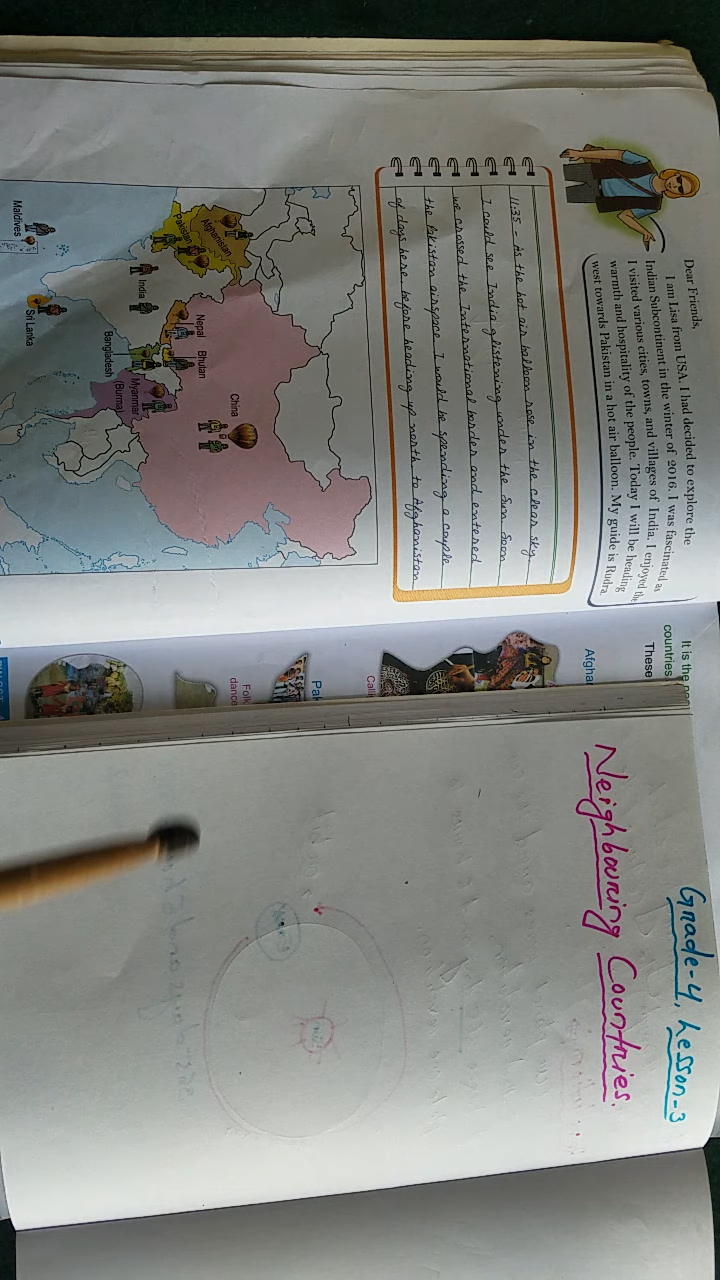 Dear Friends,
I am Lisa from USA. I had decided to explore the
Indian Subcontinent in the winter of 2016. I was fascinated as
I visited various cities, towns, and villages of India. I enjoyed the
warmth and hospitality of the people. Today I will be heading
west towards Pakistan in a hot air balloon. My guide is Rudra
11:35 - As the hot air balloon rose in the clear sky
I could see India glistening under the Sun Soon
we crossed the International border and entered
the Pakistan airspace I would be spending a couple
of days here before heading up north to Afghanistan
Afghanistan
Pakistan
China
Nepal
Bhutan
India
Myanmar
(Burma)
Bangladesh
Sri Lanka
Maldives
It is the
countries
These
Afghan
Call
Pak
Folk
dance
Grade-4, Lesson-3
Neighbouring Countries.